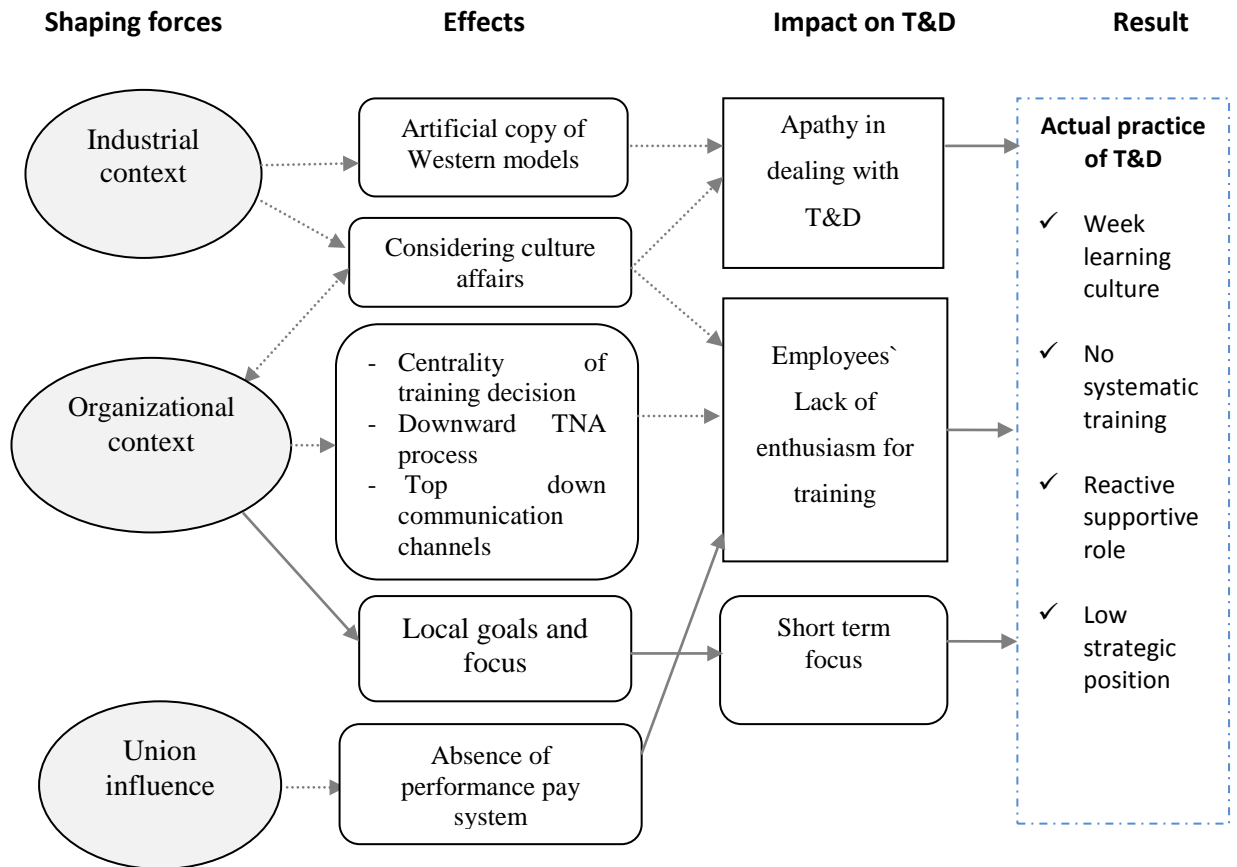 Shaping forces
Effects
Impact on T&D
Result
Industrial
context
Organizational
context
Union
influence
Artificial copy of
Western models
Considering culture
affairs
- Centrality of
training decision
- Downward TNA
process
- Top down
communication
channels
Local goals and
focus
Absence of
performance pay
system
Apathy in
dealing with
T&D
Employees`
Lack of
enthusiasm for
training
Short term
focus
Actual practice
of T&D
✓ Week
learning
culture
✓ No
systematic
training
✓ Reactive
supportive
role
✓ Low
strategic
position